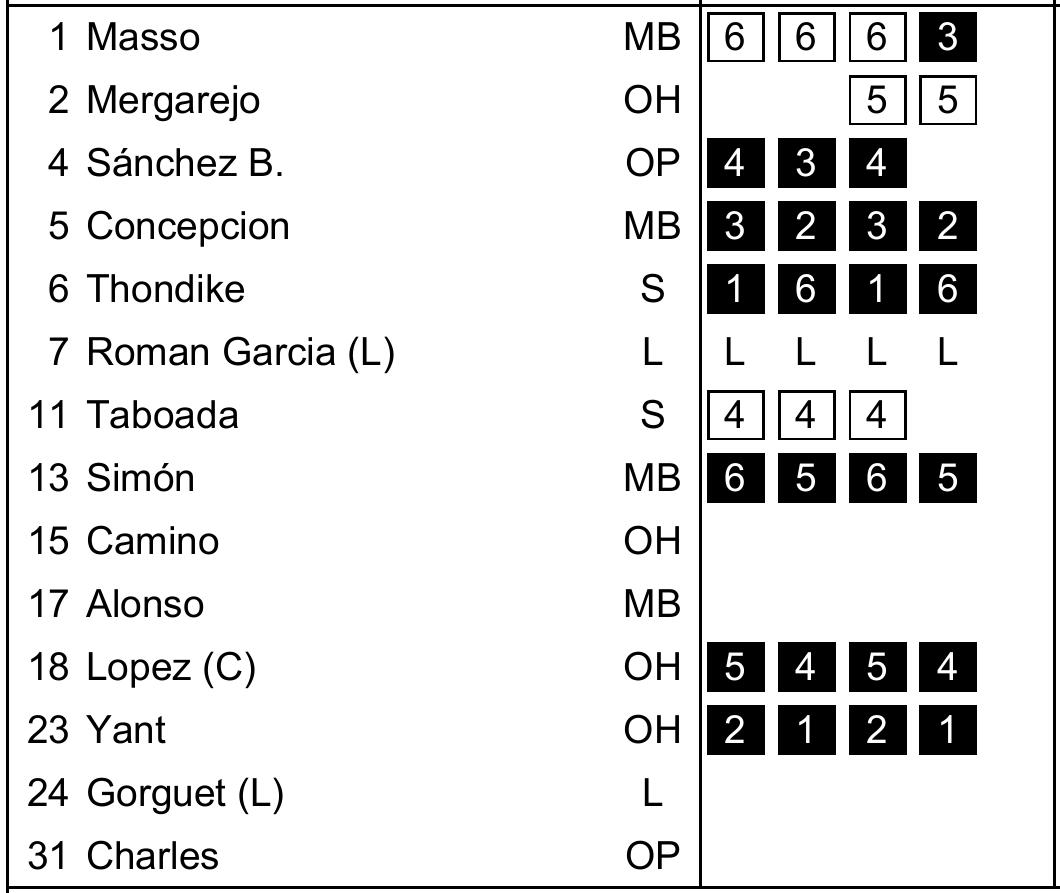 1 Masso MB 6 6 6 3
2 Mergarejo OH 5 5
4 Sánchez B. OP 4 3 4
5 Concepcion MB 3 2 3 2
6 Thondike S 1 6 1 6
7 Roman Garcia (L) L L L L L
11 Taboada S 4 4 4
13 Simón MB 6 5 6 5
15 Camino OH
17 Alonso MB
18 Lopez (C) OH 5 4 5 4
23 Yant OH 2 1 2 1
24 Gorguet (L) L
31 Charles OP